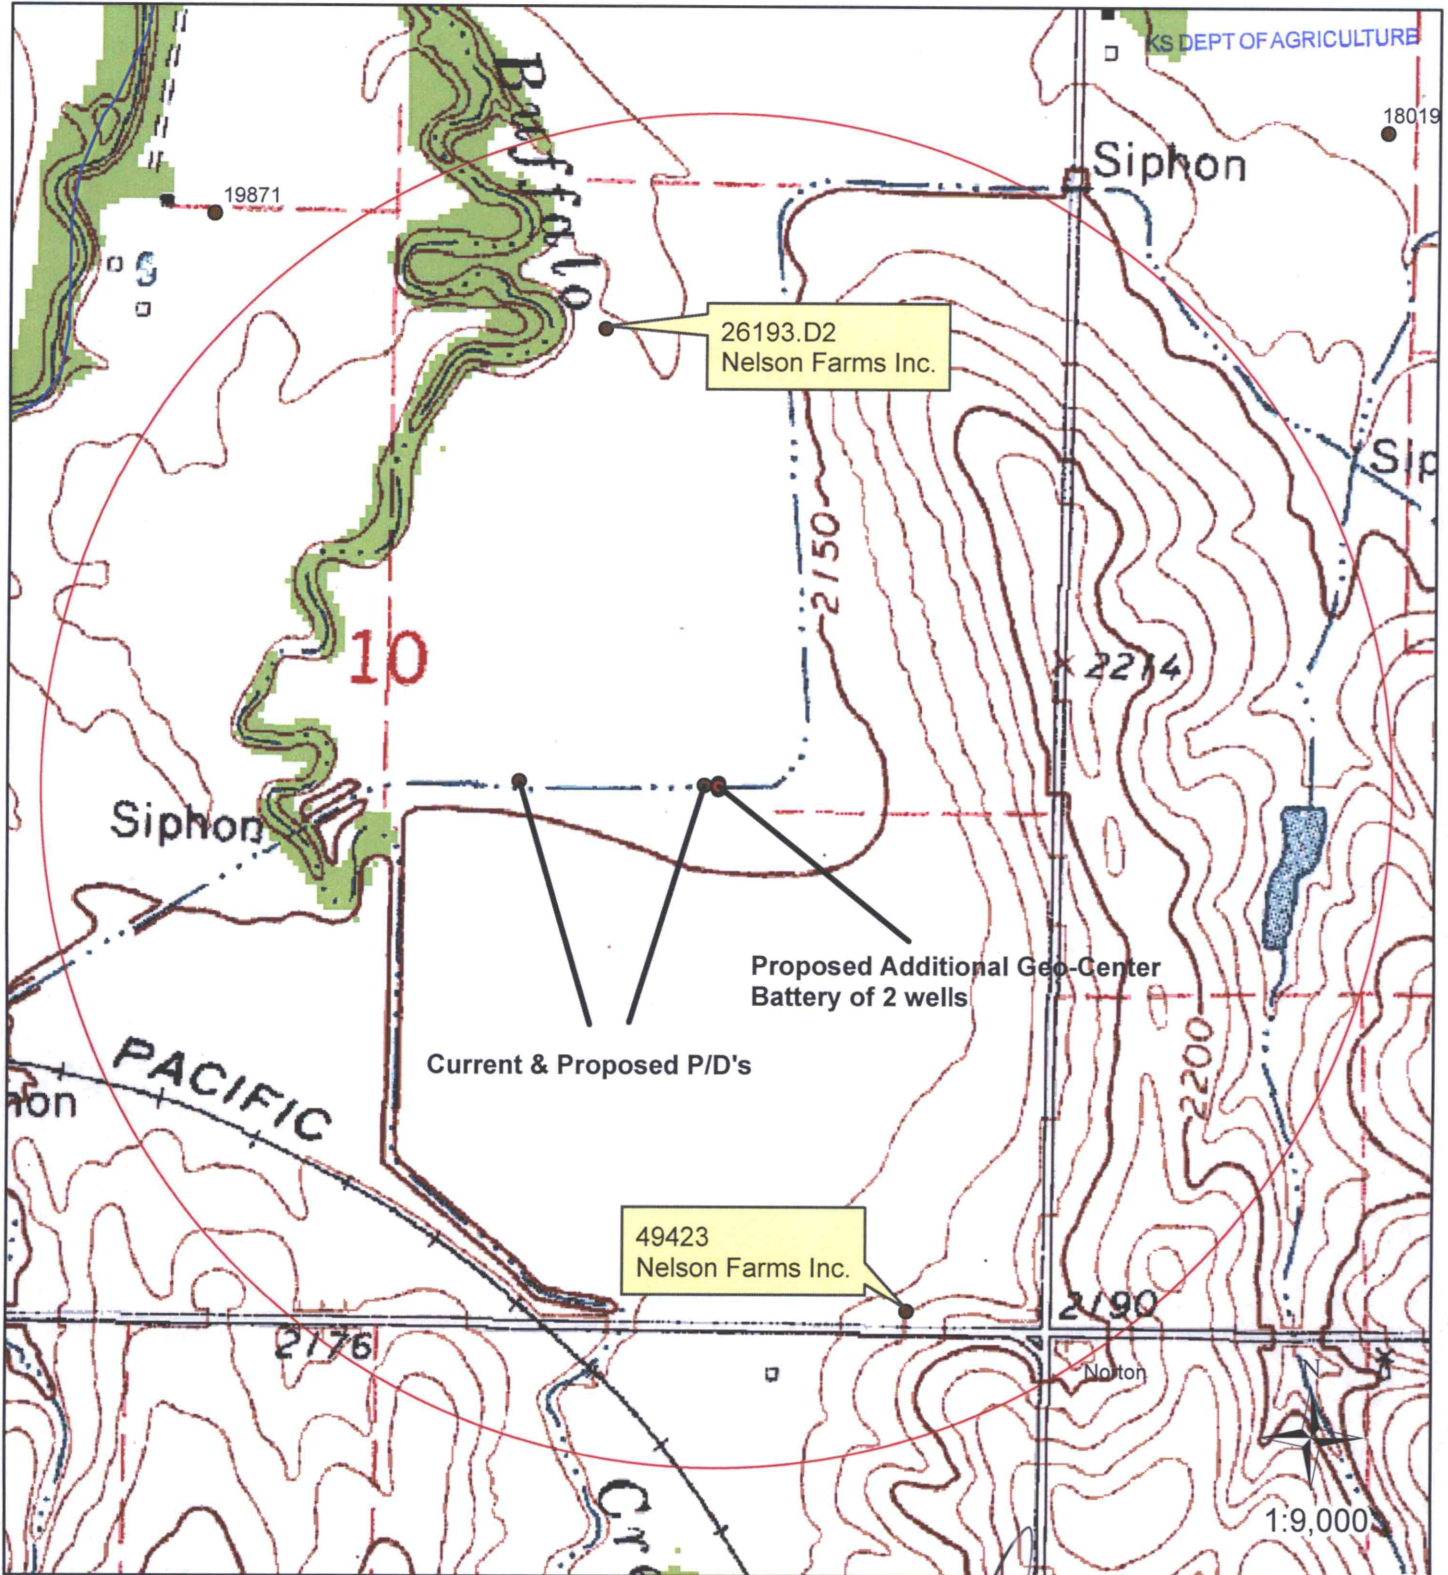 KS DEPT OF AGRICULTURE
18019
Siphon
19871
Buffalo
26193.D2
Nelson Farms Inc.
Sip
2150
10
2214
Siphon
Proposed Additional Geo-Center
Battery of 2 wells
Current & Proposed P/D's
2200
PACIFIC
hon
49423
Nelson Farms Inc.
2190
2176
Norton
N
1:9,000
Cre